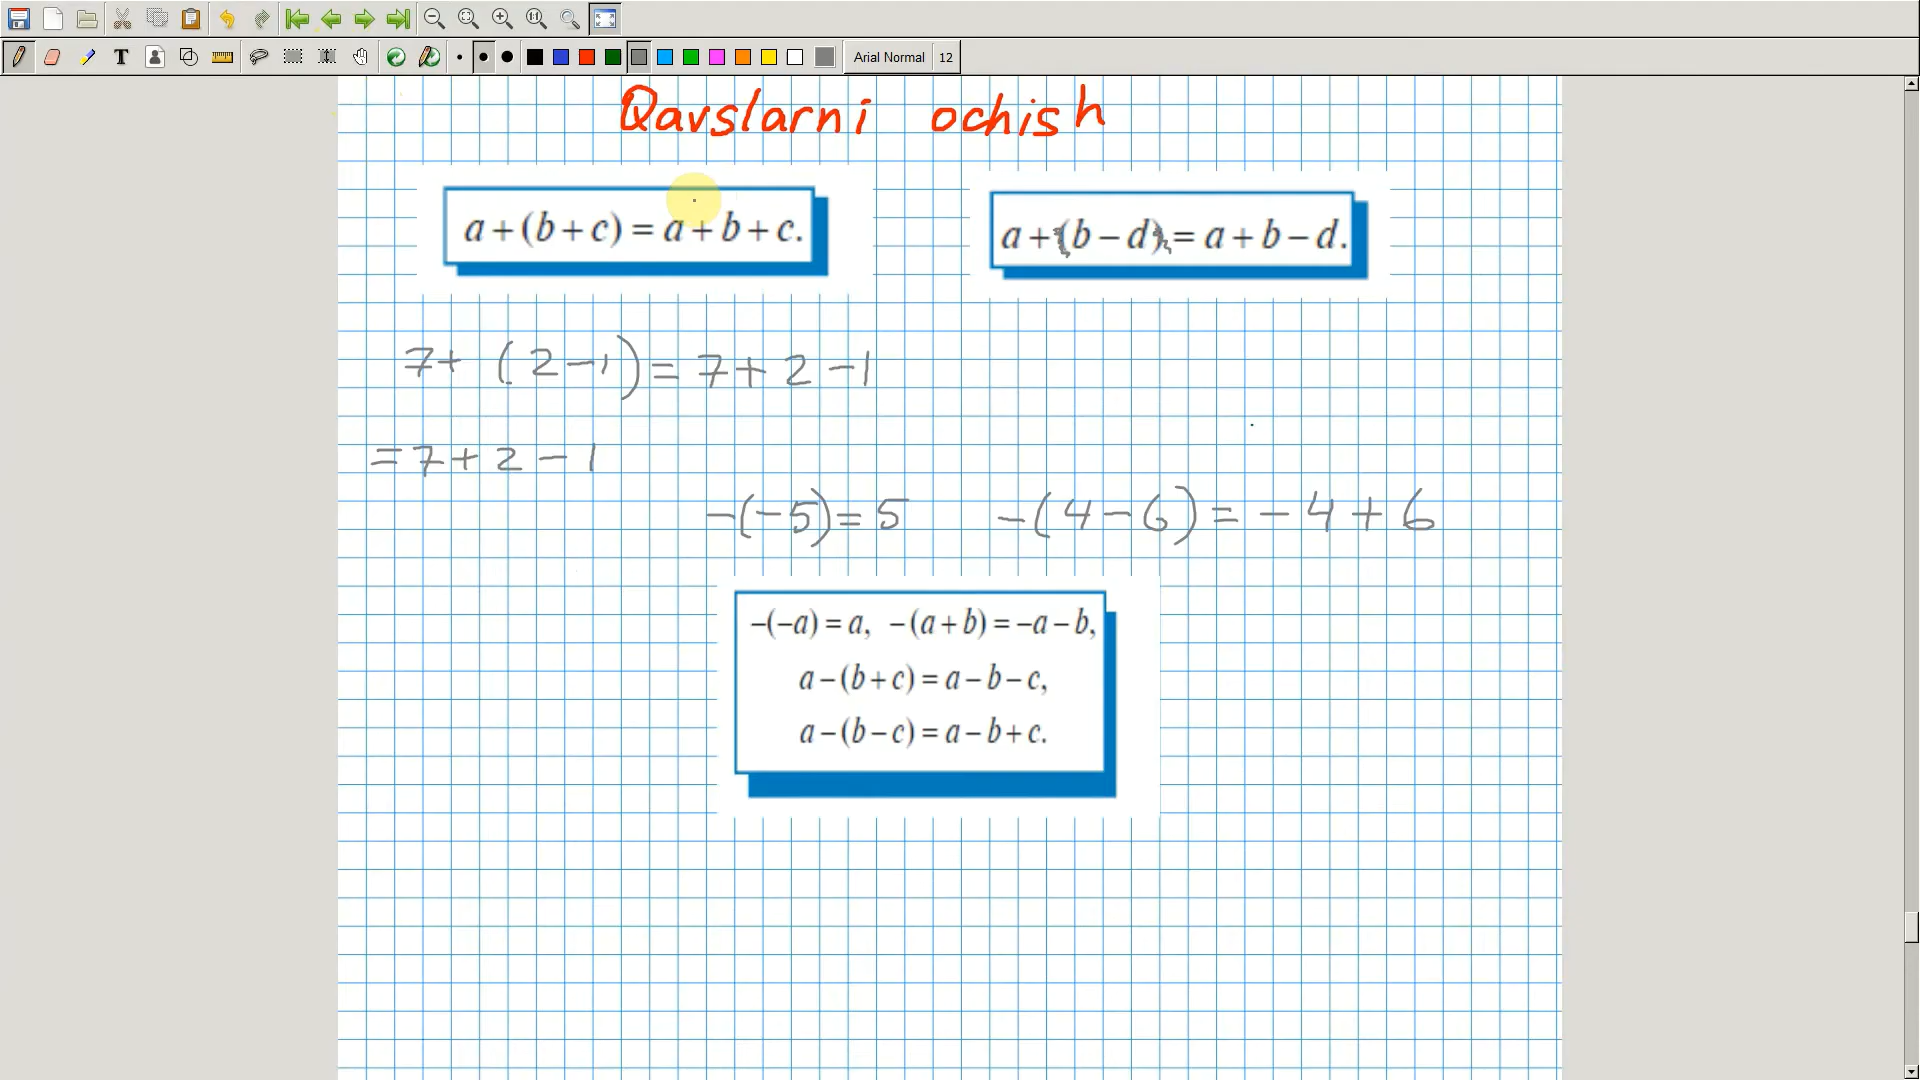 Arial Normal 12
Qavslarni ochish
a+(b+c)=a+b+c.
a+(b−d)=a+b−d.
7+(2−1)=7+2−1
=7+2−1
−(−5)=5
−(4−6)=−4+6
−(−a)=a, −(a+b)=−a−b,
a−(b+c)=a−b−c,
a−(b−c)=a−b+c.